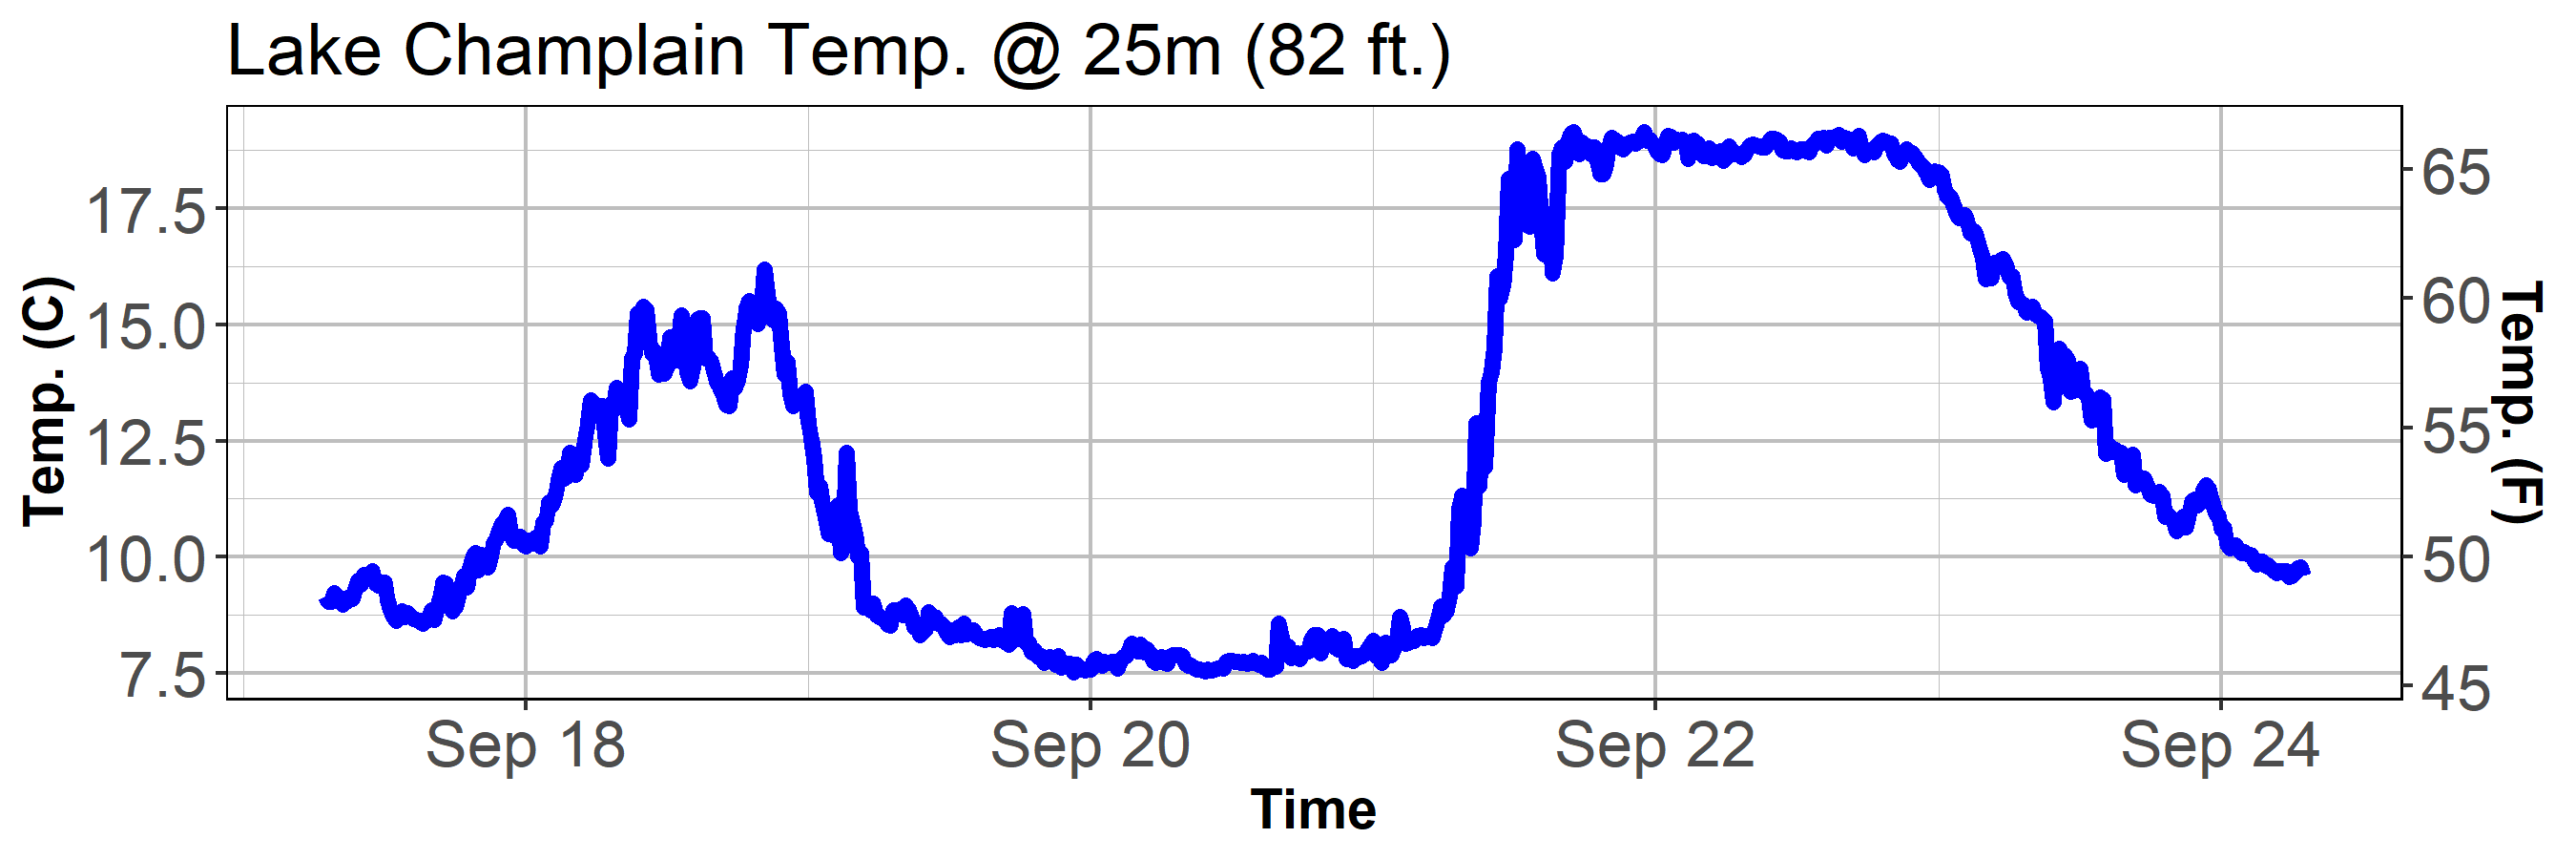 Lake Champlain Temp. @ 25m (82 ft.)
Temp. (C)
17.5
15.0
12.5
10.0
7.5
65
60
55
50
45
Temp. (F)
Sep 18
Sep 20
Sep 22
Sep 24
Time